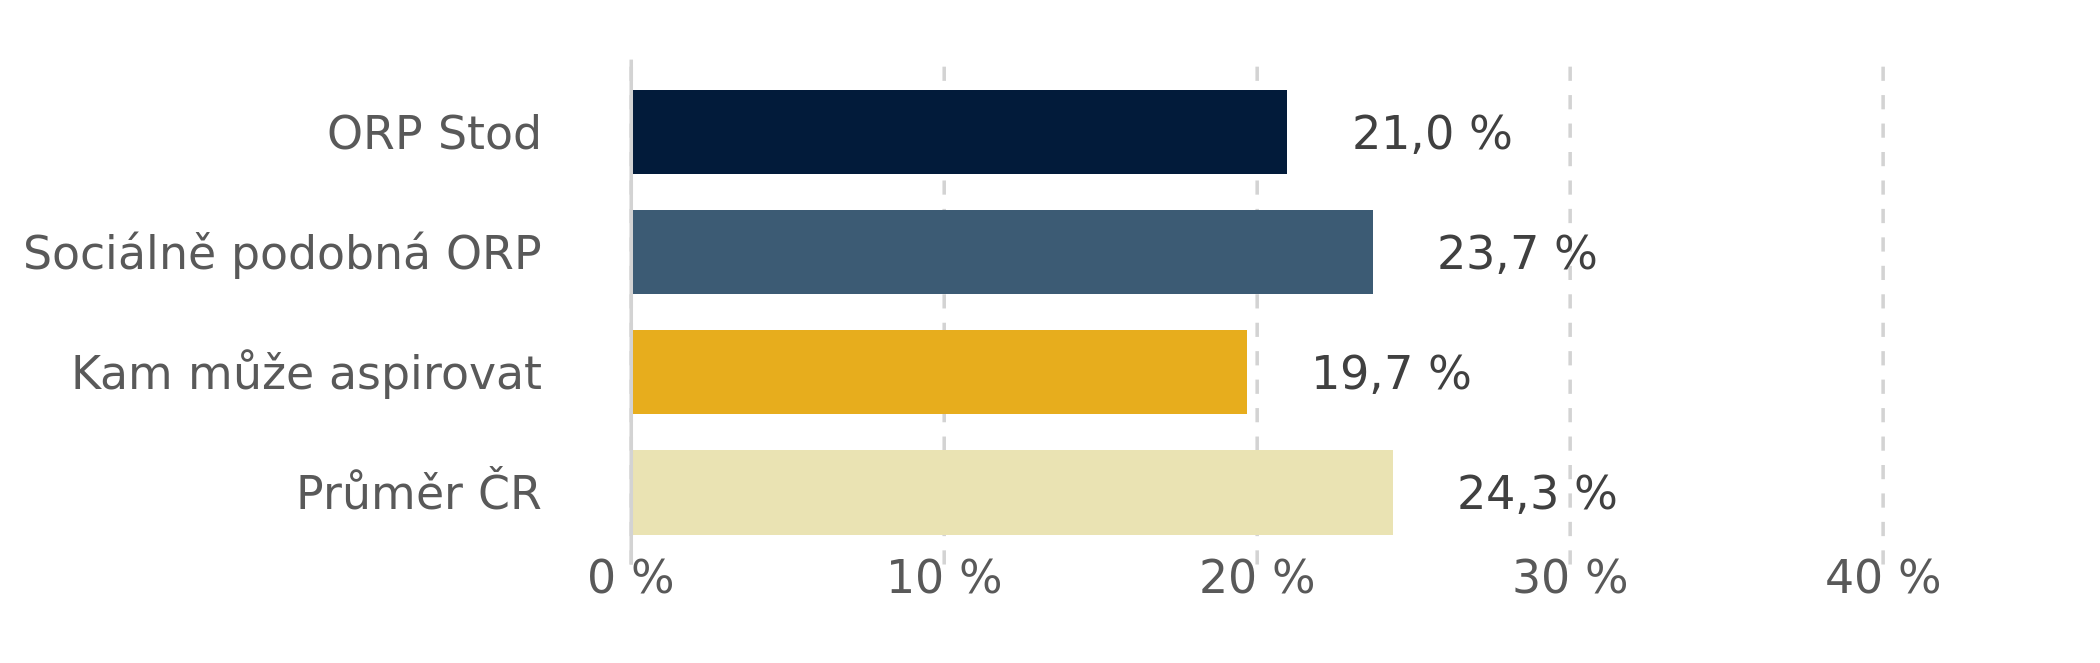 ORP Stod
21,0 %
Sociálně podobná ORP
23,7 %
Kam může aspirovat
19,7 %
Průměr ČR
24,3 %
0 %
10 %
20 %
30 %
40 %